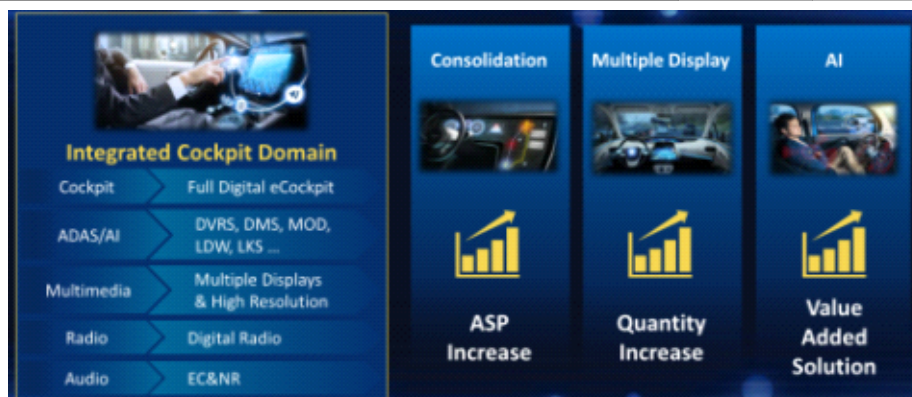 Integrated Cockpit Domain
Cockpit
Full Digital eCockpit
ADAS/AI
DVRS, DMS, MOD,
LDW, LKS ...
Multimedia
Multiple Displays
& High Resolution
Radio
Digital Radio
Audio
EC&NR
Consolidation
ASP
Increase
Multiple Display
Quantity
Increase
AI
Value
Added
Solution